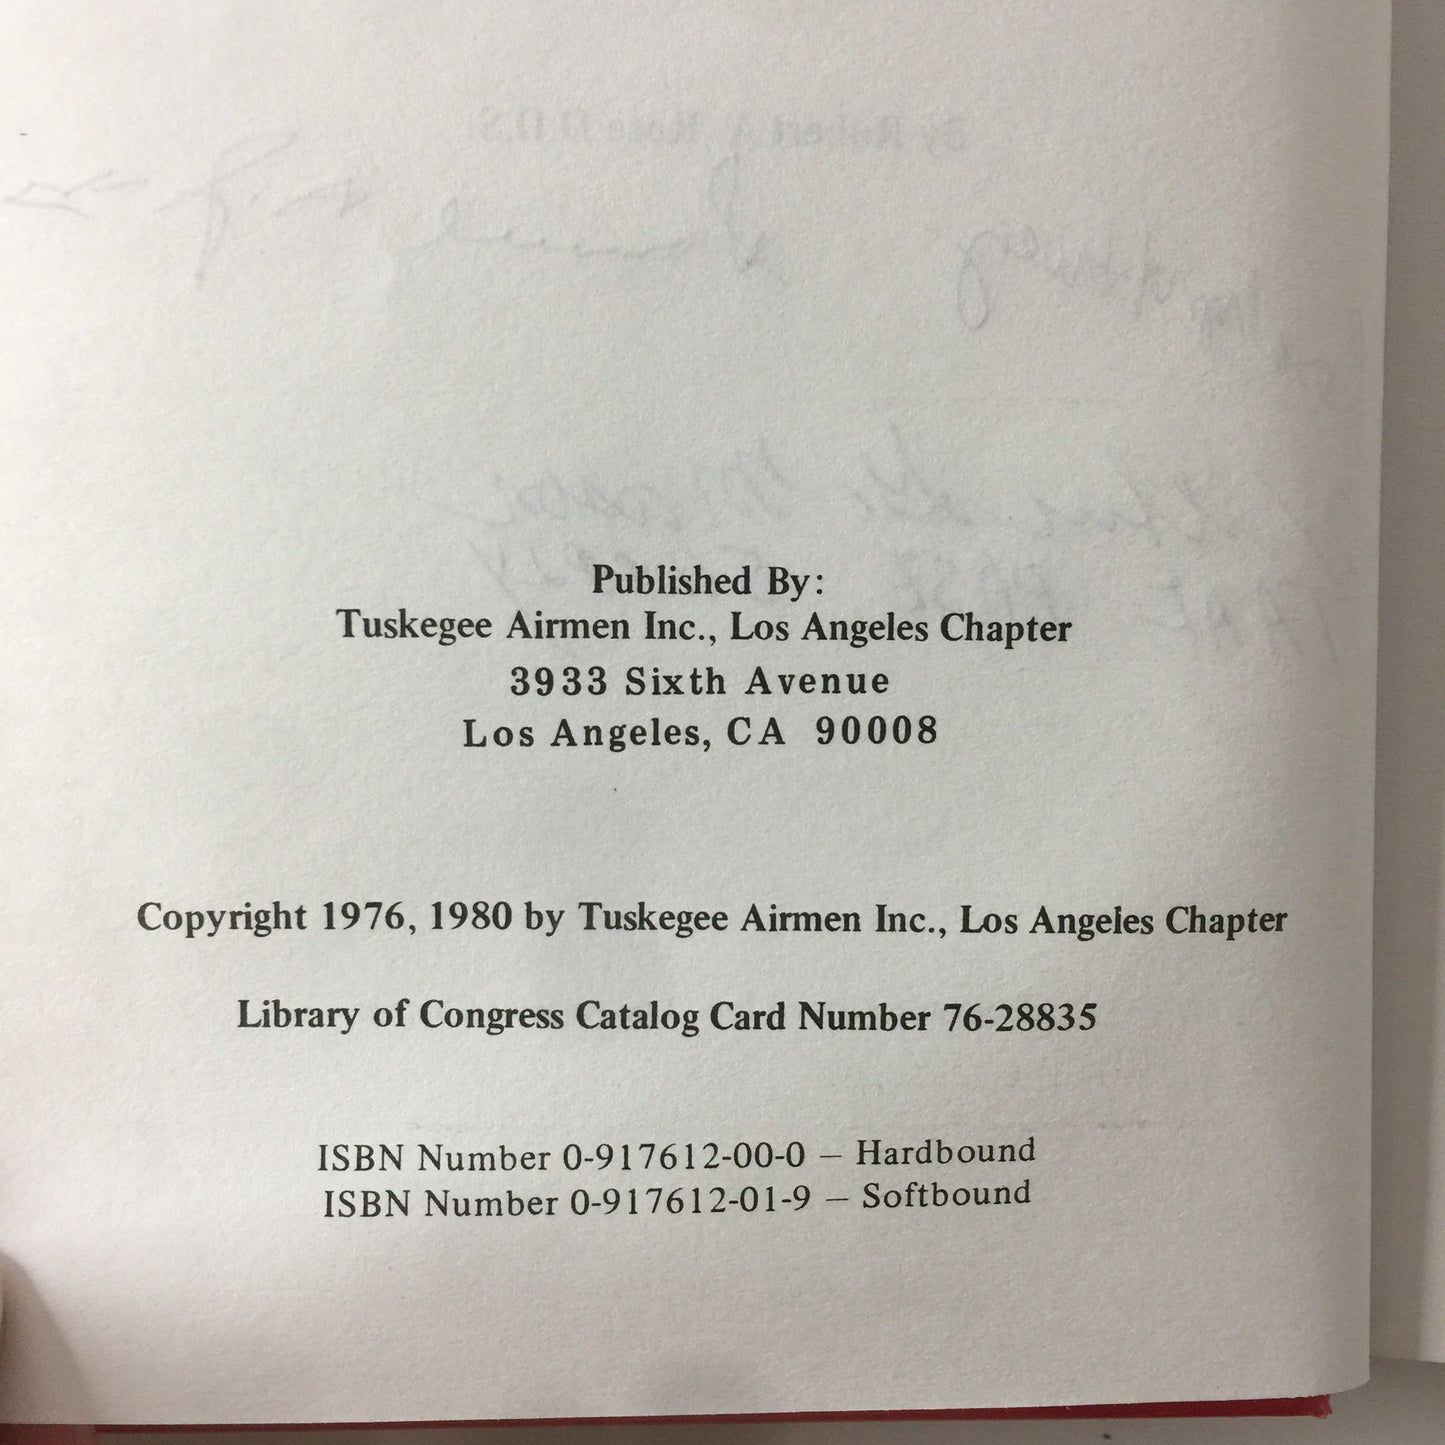 Published By:
Tuskegee Airmen Inc., Los Angeles Chapter
3933 Sixth Avenue
Los Angeles, CA 90008
Copyright 1976, 1980 by Tuskegee Airmen Inc., Los Angeles Chapter
Library of Congress Catalog Card Number 76-28835
ISBN Number 0-917612-00-0 — Hardbound
ISBN Number 0-917612-01-9 — Softbound